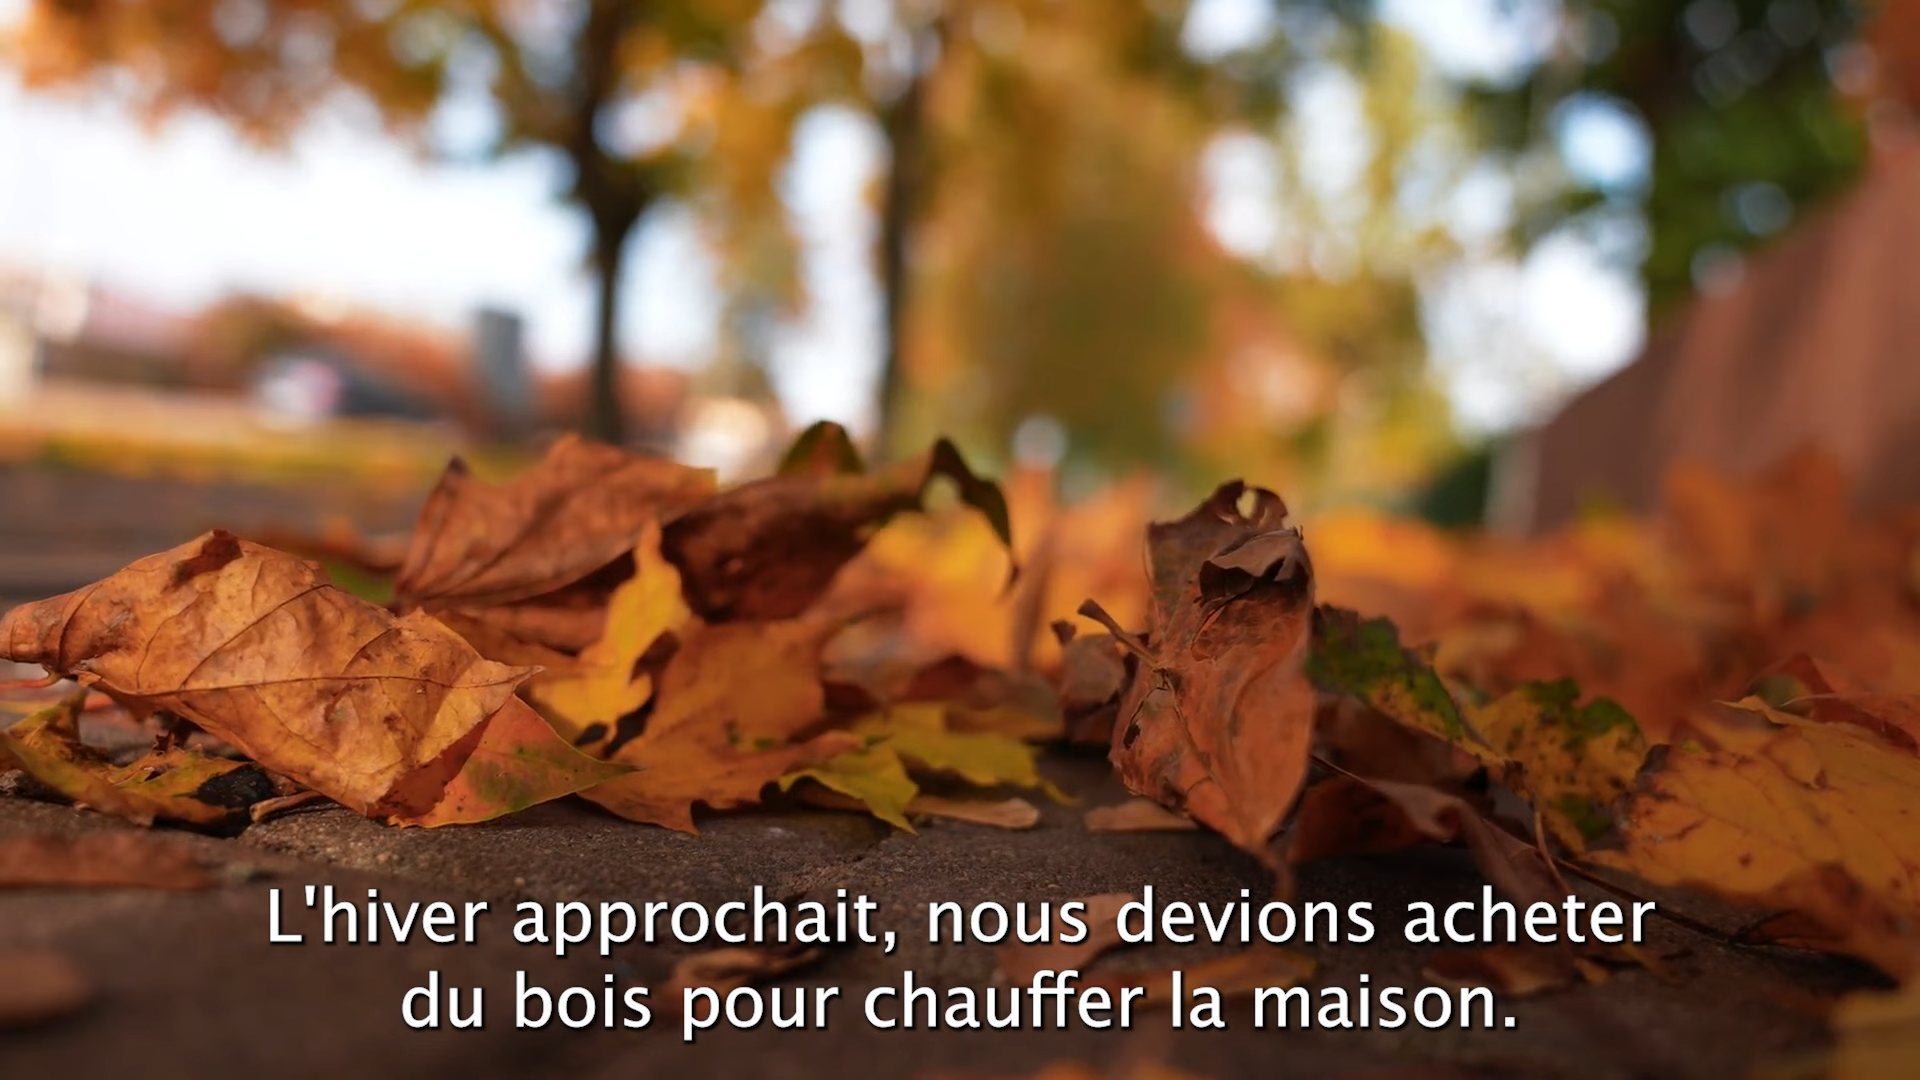 L'hiver approchait, nous devions acheter
du bois pour chauffer la maison.